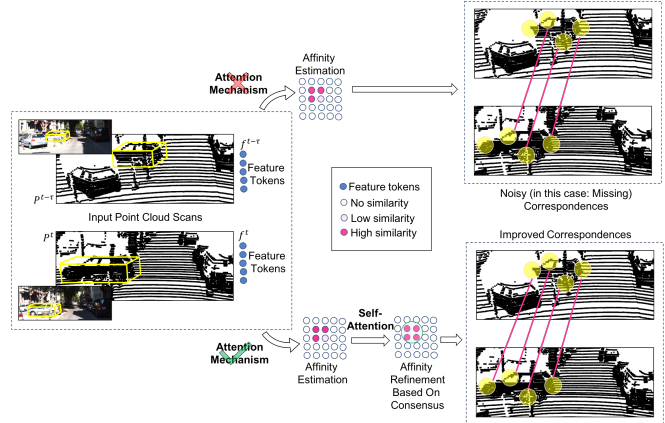 Affinity
Estimation
Attention
Mechanism
f^{t−τ}
Feature
Tokens
P^{t−τ}
Input Point Cloud Scans
P^t
f^t
Feature
Tokens
Feature tokens
No similarity
Low similarity
High similarity
Noisy (in this case: Missing)
Correspondences
Improved Correspondences
Attention
Mechanism
Affinity
Estimation
Self-
Attention
Affinity
Refinement
Based On
Consensus